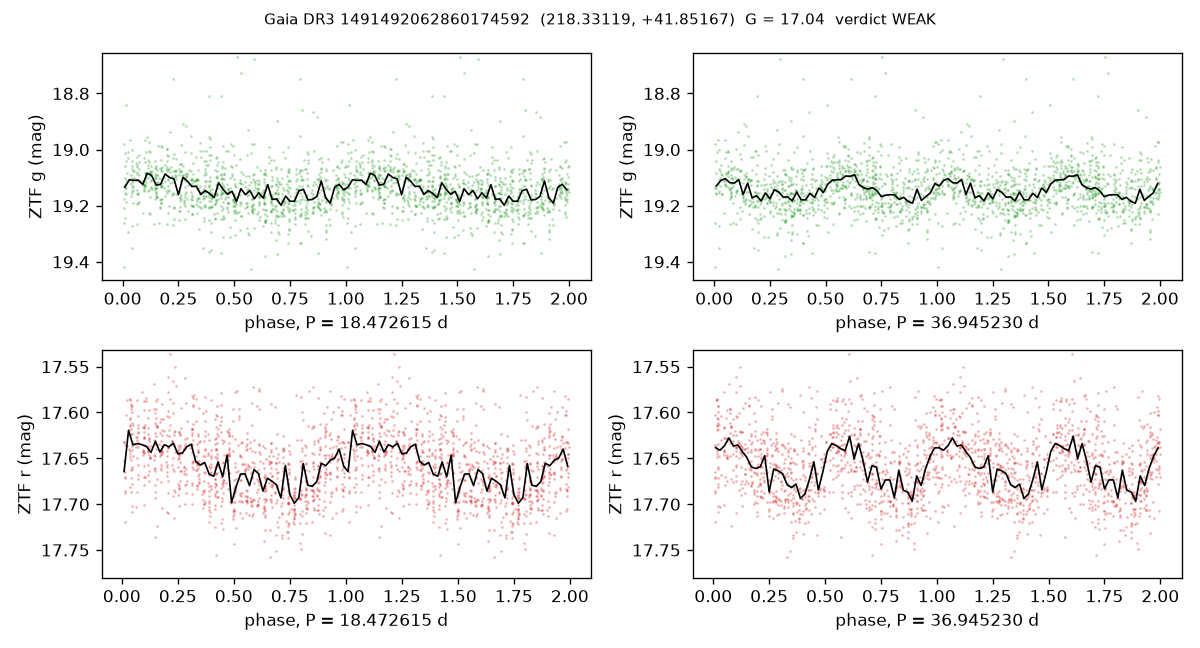 Gaia DR3 1491492062860174592 (218.33119, +41.85167) G = 17.04 verdict WEAK
ZTF g (mag)
18.8
19.0
19.2
19.4
0.00 0.25 0.50 0.75 1.00 1.25 1.50 1.75 2.00
phase, P = 18.472615 d
ZTF g (mag)
18.8
19.0
19.2
19.4
0.00 0.25 0.50 0.75 1.00 1.25 1.50 1.75 2.00
phase, P = 36.945230 d
ZTF r (mag)
17.55
17.60
17.65
17.70
17.75
0.00 0.25 0.50 0.75 1.00 1.25 1.50 1.75 2.00
phase, P = 18.472615 d
ZTF r (mag)
17.55
17.60
17.65
17.70
17.75
0.00 0.25 0.50 0.75 1.00 1.25 1.50 1.75 2.00
phase, P = 36.945230 d